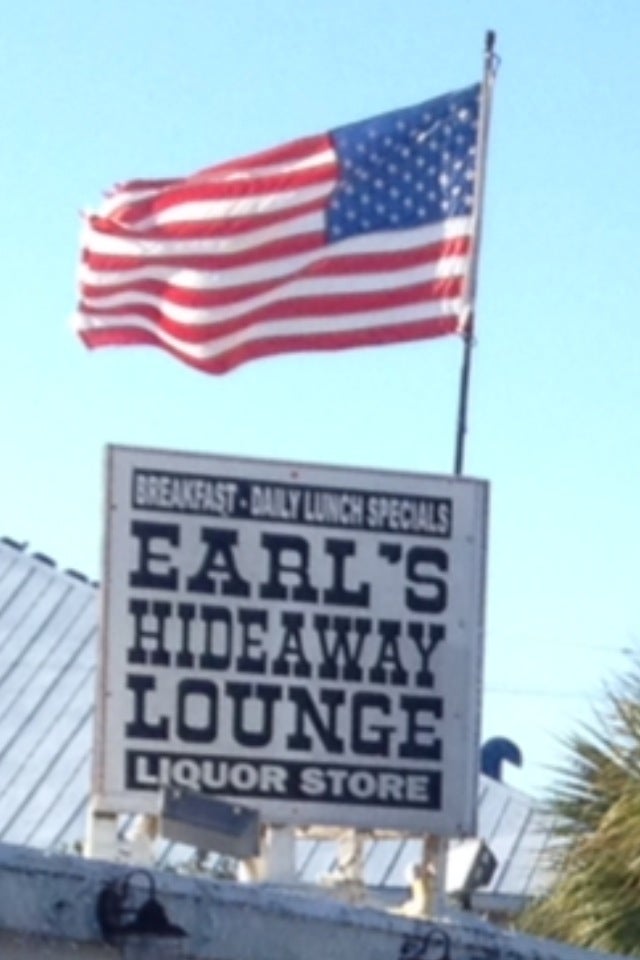 BREAKFAST - DAILY LUNCH SPECIALS
EARL'S
HIDEAWAY
LOUNGE
LIQUOR STORE